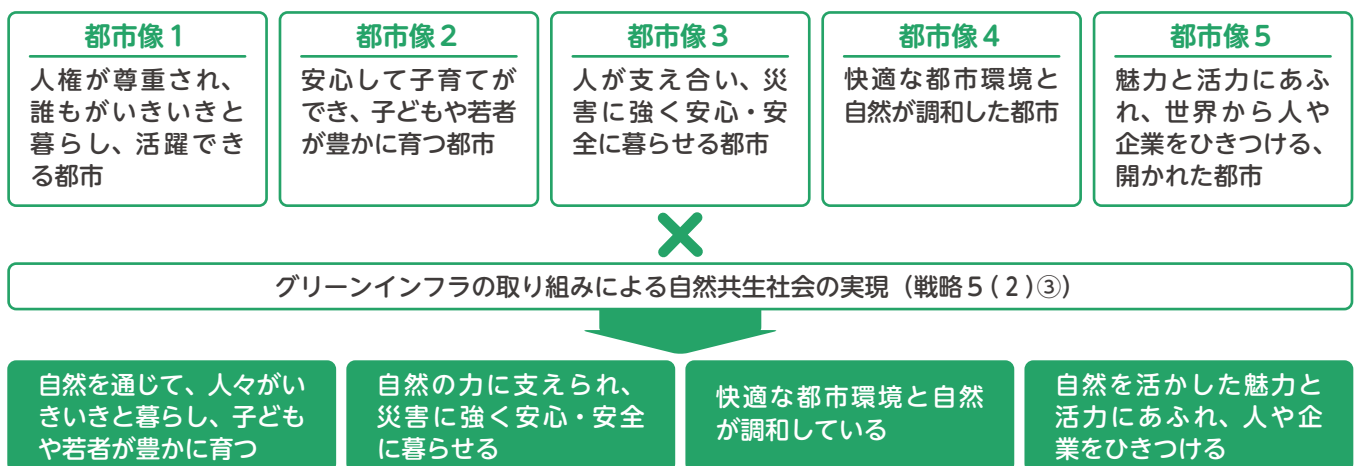 都市像1
人権が尊重され、
誰もがいきいきと
暮らし、活躍でき
る都市
都市像2
安心して子育てが
でき、子どもや若者
が豊かに育つ都市
都市像3
人が支え合い、災
害に強く安心・安
全に暮らせる都市
都市像4
快適な都市環境と
自然が調和した都市
都市像5
魅力と活力にあふ
れ、世界から人や
企業をひきつける、
開かれた都市
グリーンインフラの取り組みによる自然共生社会の実現（戦略5(2)③）
自然を通じて、人々がい
きいきと暮らし、子ども
や若者が豊かに育つ
自然の力に支えられ、
災害に強く安心・安全
に暮らせる
快適な都市環境と自然
が調和している
自然を活かした魅力と
活力にあふれ、人や企
業をひきつける